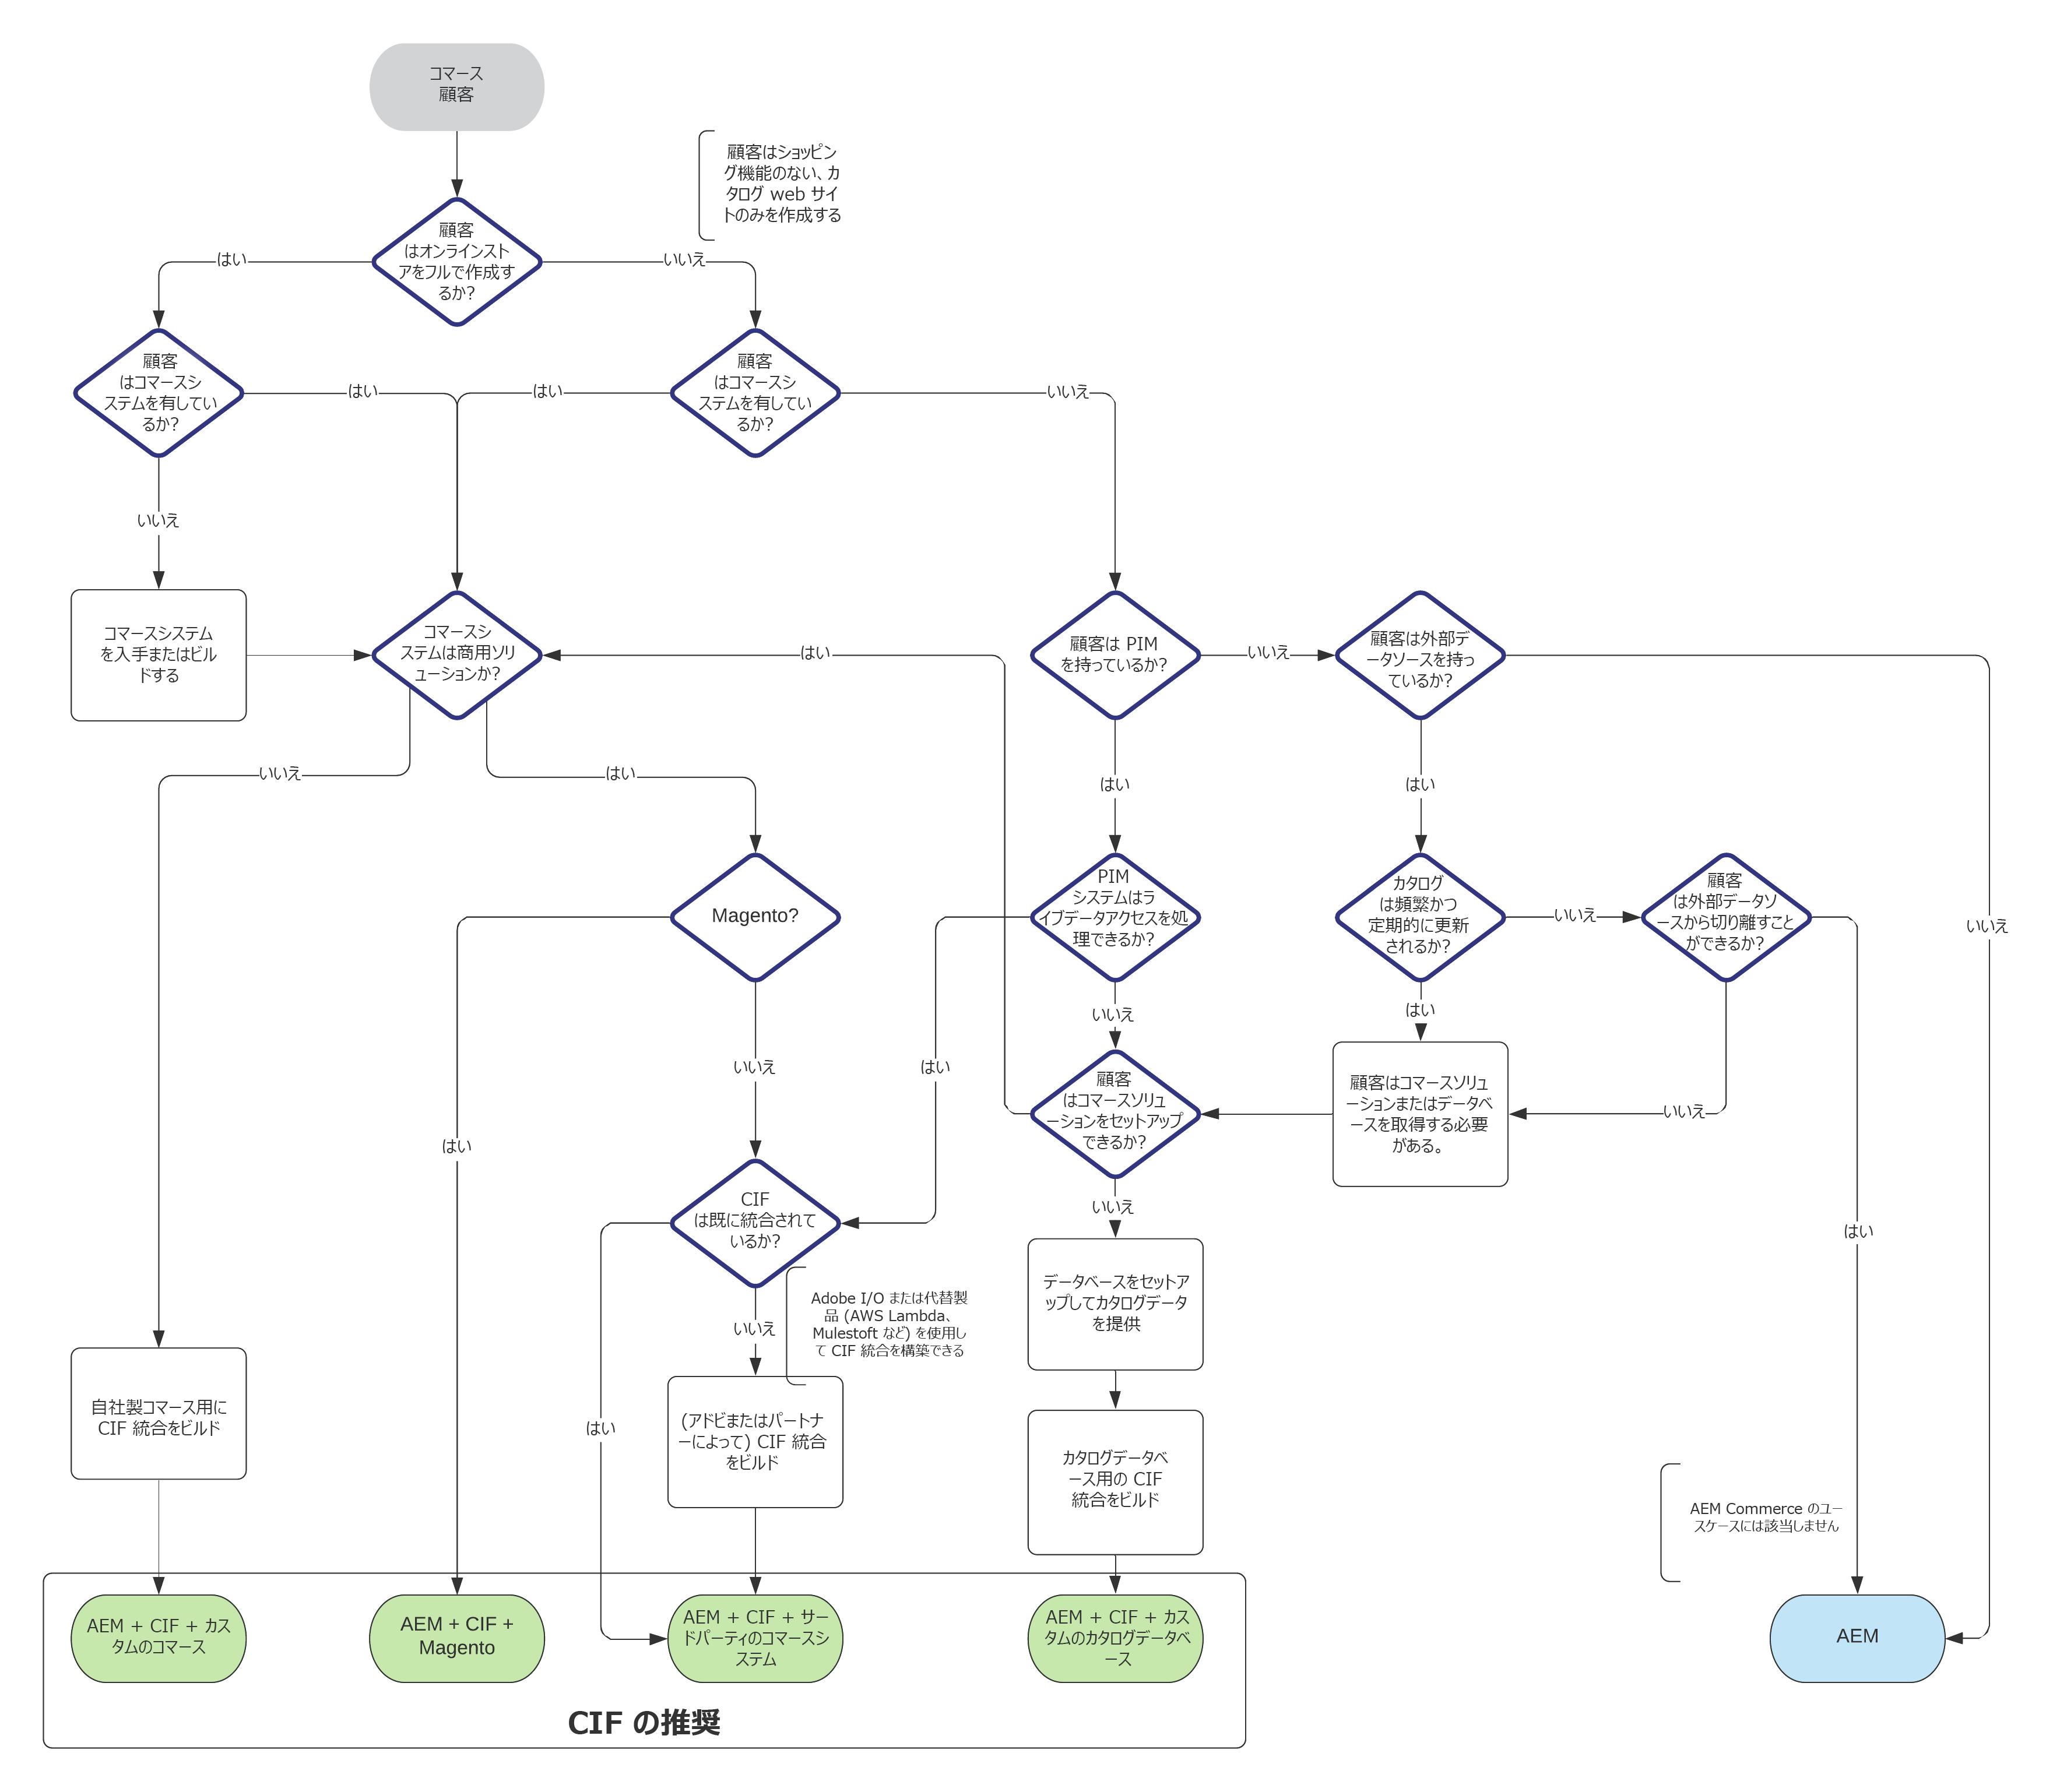 コマース
顧客
顧客はショッピン
グ機能のない、カ
タログ web サイ
トのみを作成する
顧客
はオンラインスト
アをフルで作成す
るか?
はい
いいえ
顧客
はコマースシ
ステムを有してい
るか?
はい
はい
顧客
はコマースシ
ステムを有してい
るか?
いいえ
いいえ
コマースシステム
を入手またはビル
ドする
コマースシ
ステムは商用ソリ
ューションか?
はい
顧客は PIM
を持っているか?
いいえ
顧客は外部デ
ータソースを持っ
ているか?
いいえ
はい
はい
はい
Magento?
PIM
システムはラ
イブデータアクセスを処
理できるか?
カタログ
は頻繁かつ
定期的に更新
されるか?
いいえ
顧客
は外部データソ
ースから切り離すこと
ができるか?
いいえ
いいえ
はい
いいえ
はい
はい
顧客
はコマースソリュ
ーションをセットアップ
できるか?
顧客はコマースソリュ
ーションまたはデータベ
ースを取得する必要
がある。
いいえ
はい
CIF
は既に統合されて
いるか?
いいえ
はい
データベースをセットア
ップしてカタログデータ
を提供
Adobe I/O または代替製
品 (AWS Lambda、
Mulestoft など) を使用し
て CIF 統合を構築できる
いいえ
はい
自社製コマース用に
CIF 統合をビルド
(アドビまたはパートナ
ーによって) CIF 統合
をビルド
カタログデータベ
ース用の CIF
統合をビルド
AEM Commerce のユー
スケースには該当しません
AEM + CIF + カス
タムのコマース
AEM + CIF +
Magento
AEM + CIF + サー
ドパーティのコマースシ
ステム
AEM + CIF + カス
タムのカタログデータベ
ース
AEM
CIF の推奨